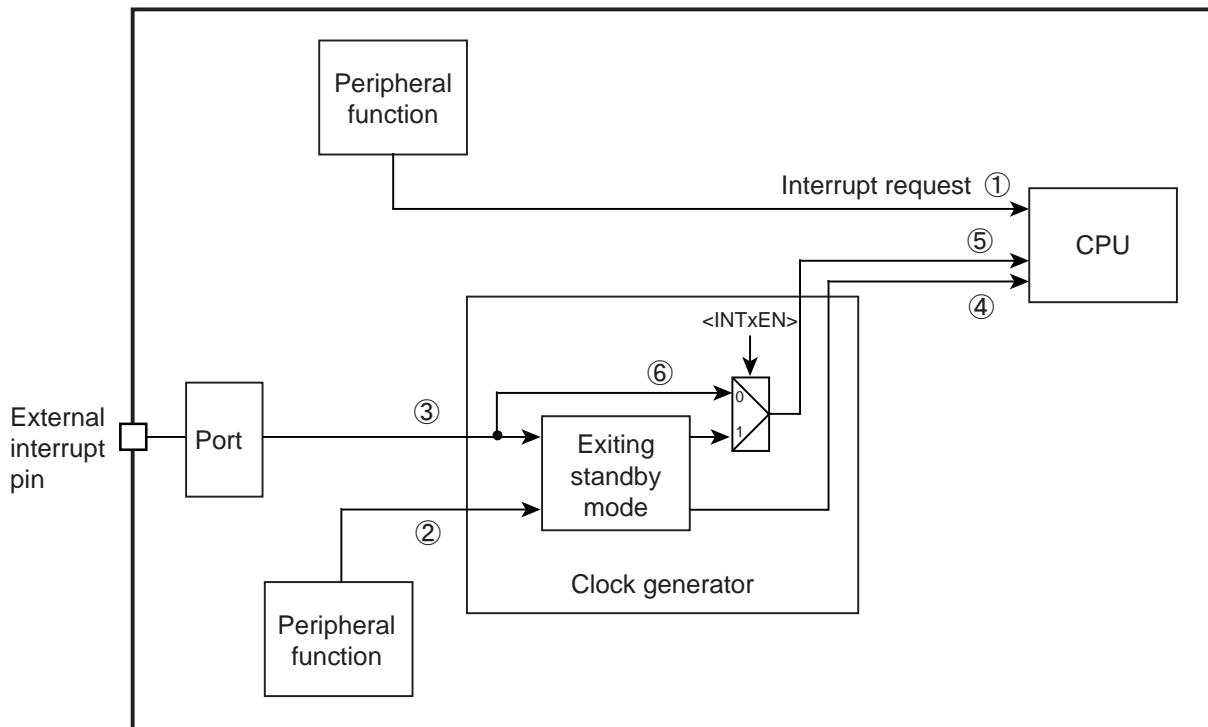 Peripheral
function
Interrupt request ①
CPU
⑤
④
<INTxEN>
⑥
0
1
External
interrupt
pin
Port
③
Exiting
standby
mode
②
Clock generator
Peripheral
function